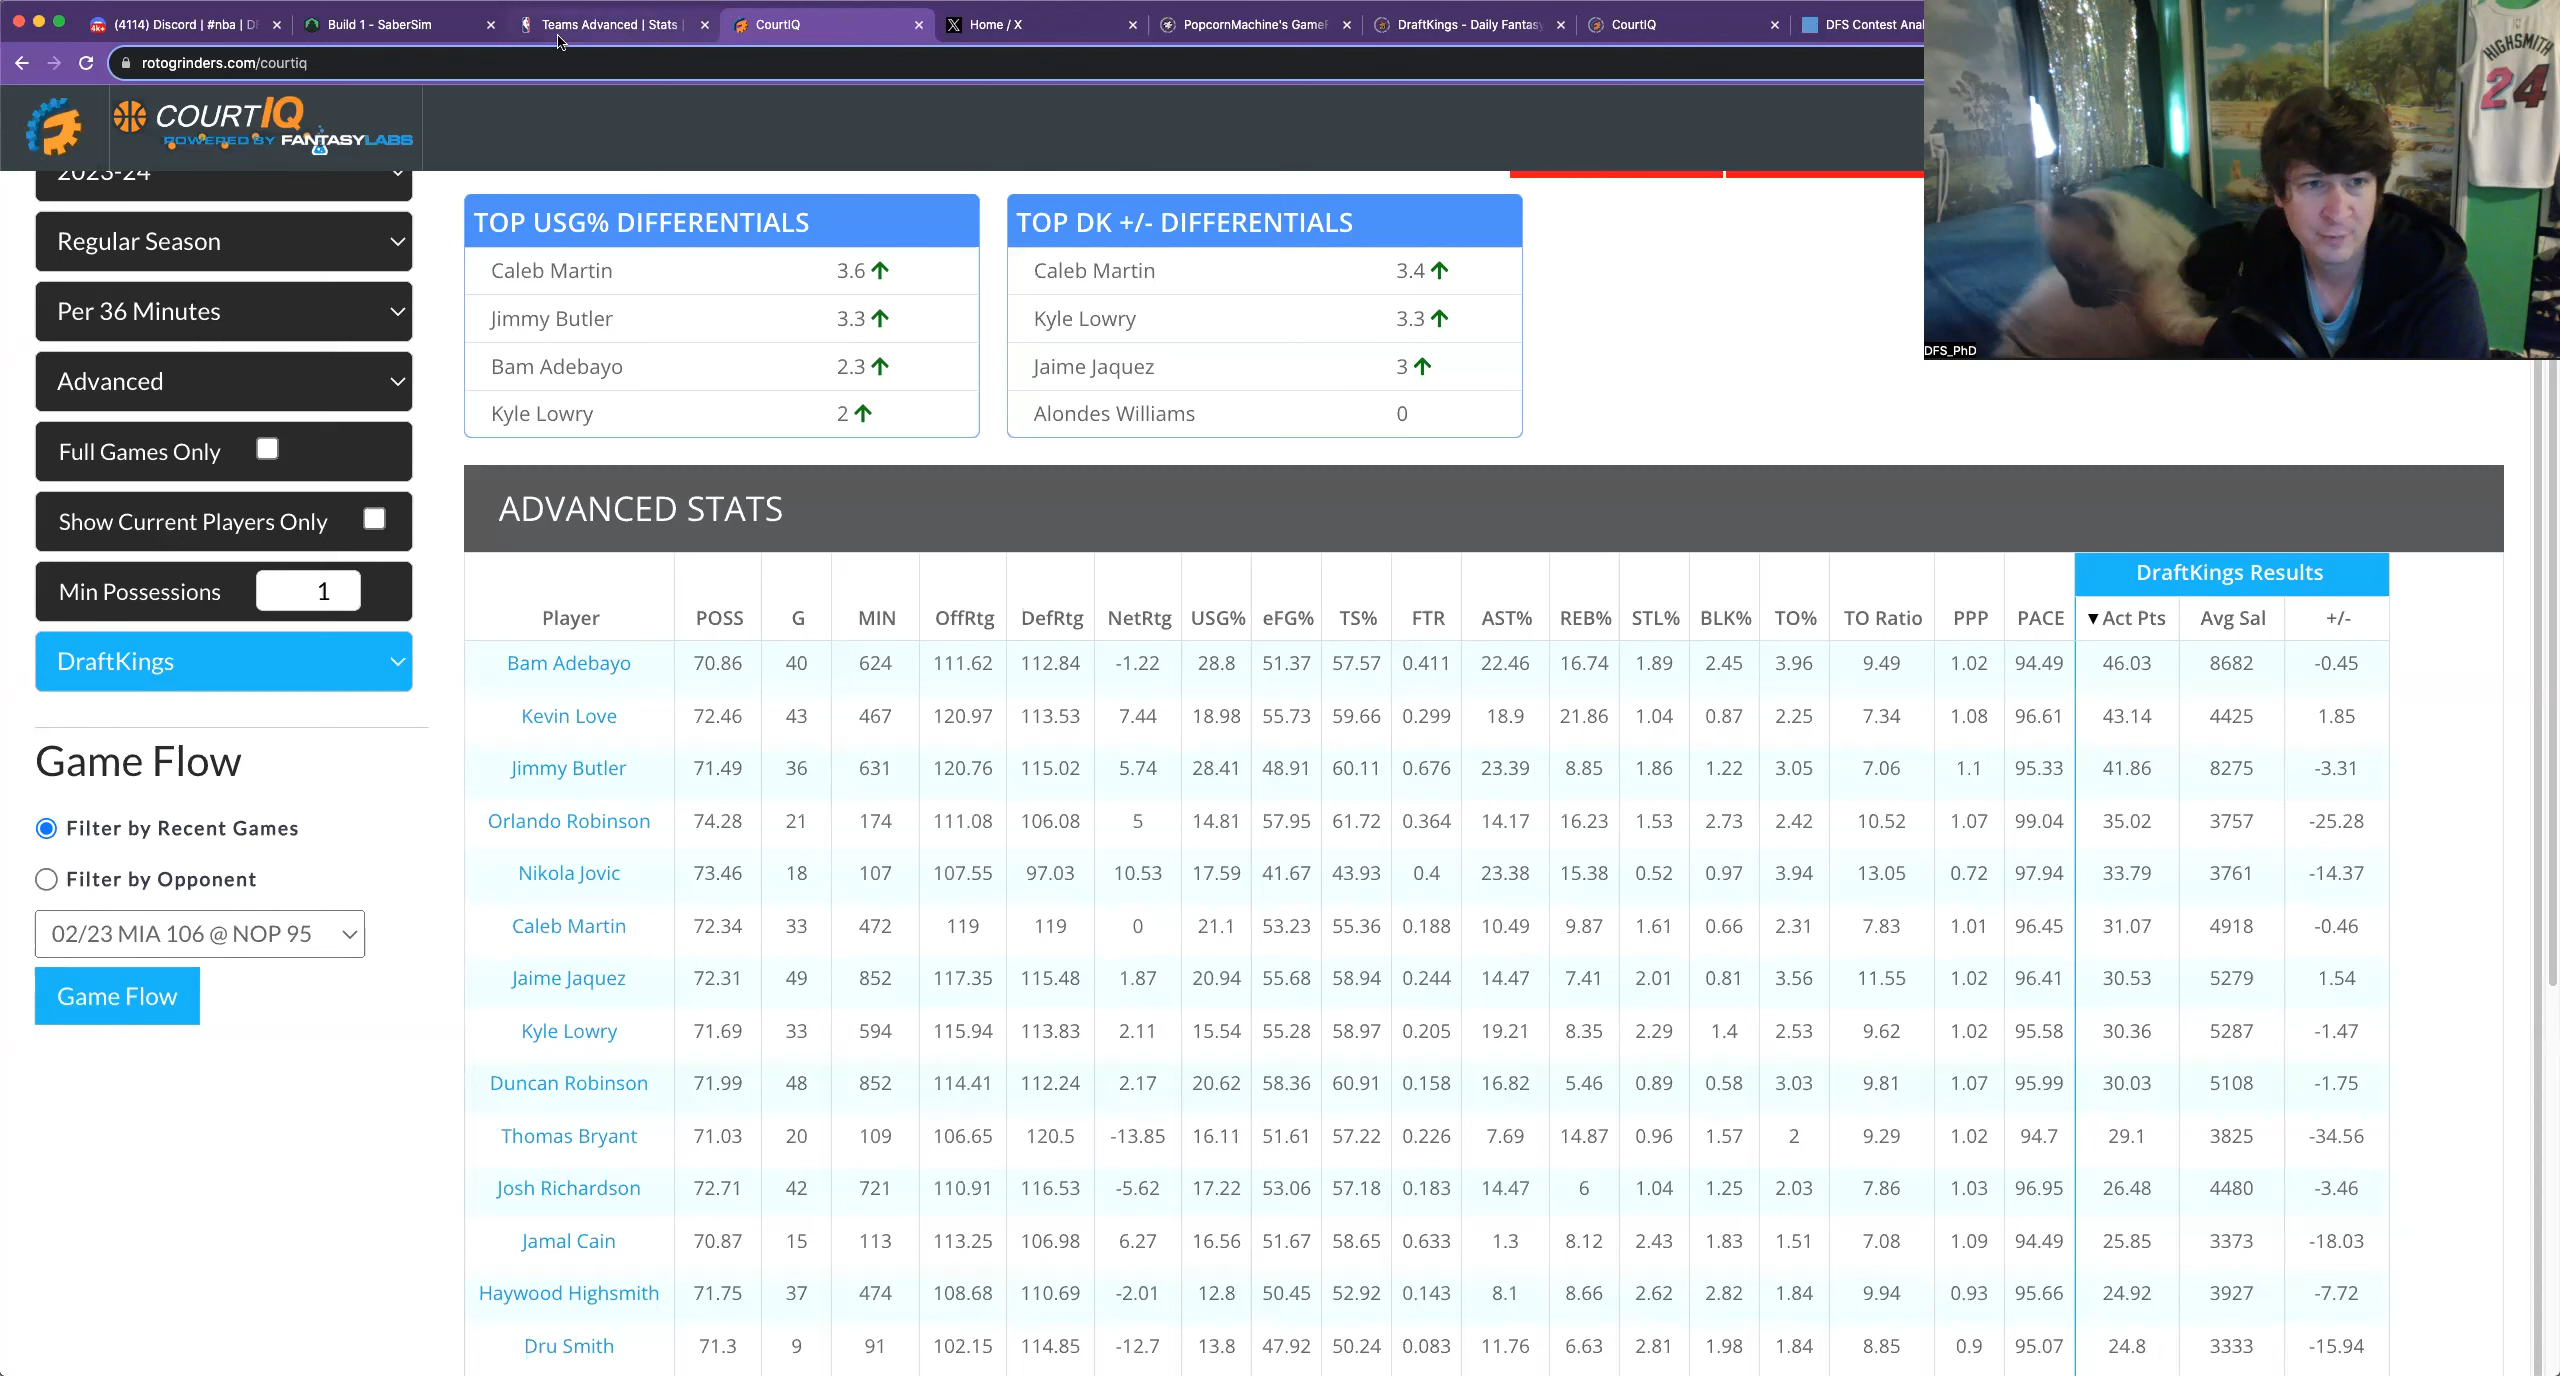 (4114) Discord | #nba | D
Build 1 - SaberSim
Teams Advanced | Stats |
CourtIQ
Home / X
PopcornMachine's GameF
DraftKings - Daily Fantasy
CourtIQ
DFS Contest Anal
rotogrinders.com/courtiq
COURTIQ
POWERED BY FANTASYLABS
HIGHSMITH
24
DFS_PhD
2023-24
Regular Season
Per 36 Minutes
Advanced
Full Games Only
Show Current Players Only
Min Possessions 1
DraftKings
Game Flow
Filter by Recent Games
Filter by Opponent
02/23 MIA 106 @ NOP 95
Game Flow
TOP USG% DIFFERENTIALS
Caleb Martin 3.6
Jimmy Butler 3.3
Bam Adebayo 2.3
Kyle Lowry 2
TOP DK +/- DIFFERENTIALS
Caleb Martin 3.4
Kyle Lowry 3.3
Jaime Jaquez 3
Alondes Williams 0
ADVANCED STATS
DraftKings Results
Player POSS G MIN OffRtg DefRtg NetRtg USG% eFG% TS% FTR AST% REB% STL% BLK% TO% TO Ratio PPP PACE ▼Act Pts Avg Sal +/-
Bam Adebayo 70.86 40 624 111.62 112.84 -1.22 28.8 51.37 57.57 0.411 22.46 16.74 1.89 2.45 3.96 9.49 1.02 94.49 46.03 8682 -0.45
Kevin Love 72.46 43 467 120.97 113.53 7.44 18.98 55.73 59.66 0.299 18.9 21.86 1.04 0.87 2.25 7.34 1.08 96.61 43.14 4425 1.85
Jimmy Butler 71.49 36 631 120.76 115.02 5.74 28.41 48.91 60.11 0.676 23.39 8.85 1.86 1.22 3.05 7.06 1.1 95.33 41.86 8275 -3.31
Orlando Robinson 74.28 21 174 111.08 106.08 5 14.81 57.95 61.72 0.364 14.17 16.23 1.53 2.73 2.42 10.52 1.07 99.04 35.02 3757 -25.28
Nikola Jovic 73.46 18 107 107.55 97.03 10.53 17.59 41.67 43.93 0.4 23.38 15.38 0.52 0.97 3.94 13.05 0.72 97.94 33.79 3761 -14.37
Caleb Martin 72.34 33 472 119 119 0 21.1 53.23 55.36 0.188 10.49 9.87 1.61 0.66 2.31 7.83 1.01 96.45 31.07 4918 -0.46
Jaime Jaquez 72.31 49 852 117.35 115.48 1.87 20.94 55.68 58.94 0.244 14.47 7.41 2.01 0.81 3.56 11.55 1.02 96.41 30.53 5279 1.54
Kyle Lowry 71.69 33 594 115.94 113.83 2.11 15.54 55.28 58.97 0.205 19.21 8.35 2.29 1.4 2.53 9.62 1.02 95.58 30.36 5287 -1.47
Duncan Robinson 71.99 48 852 114.41 112.24 2.17 20.62 58.36 60.91 0.158 16.82 5.46 0.89 0.58 3.03 9.81 1.07 95.99 30.03 5108 -1.75
Thomas Bryant 71.03 20 109 106.65 120.5 -13.85 16.11 51.61 57.22 0.226 7.69 14.87 0.96 1.57 2 9.29 1.02 94.7 29.1 3825 -34.56
Josh Richardson 72.71 42 721 110.91 116.53 -5.62 17.22 53.06 57.18 0.183 14.47 6 1.04 1.25 2.03 7.86 1.03 96.95 26.48 4480 -3.46
Jamal Cain 70.87 15 113 113.25 106.98 6.27 16.56 51.67 58.65 0.633 1.3 8.12 2.43 1.83 1.51 7.08 1.09 94.49 25.85 3373 -18.03
Haywood Highsmith 71.75 37 474 108.68 110.69 -2.01 12.8 50.45 52.92 0.143 8.1 8.66 2.62 2.82 1.84 9.94 0.93 95.66 24.92 3927 -7.72
Dru Smith 71.3 9 91 102.15 114.85 -12.7 13.8 47.92 50.24 0.083 11.76 6.63 2.81 1.98 1.84 8.85 0.9 95.07 24.8 3333 -15.94